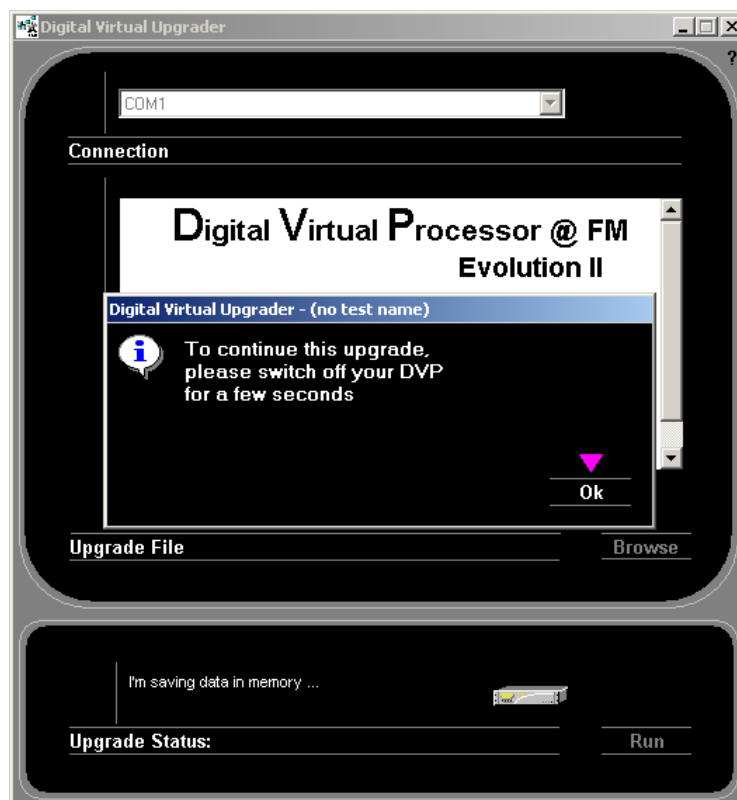 Digital Virtual Upgrader
?
COM1
Connection
Digital Virtual Processor @ FM
Evolution II
Digital Virtual Upgrader - (no test name)
To continue this upgrade,
please switch off your DVP
for a few seconds
Ok
Upgrade File
Browse
I'm saving data in memory ...
Upgrade Status:
Run